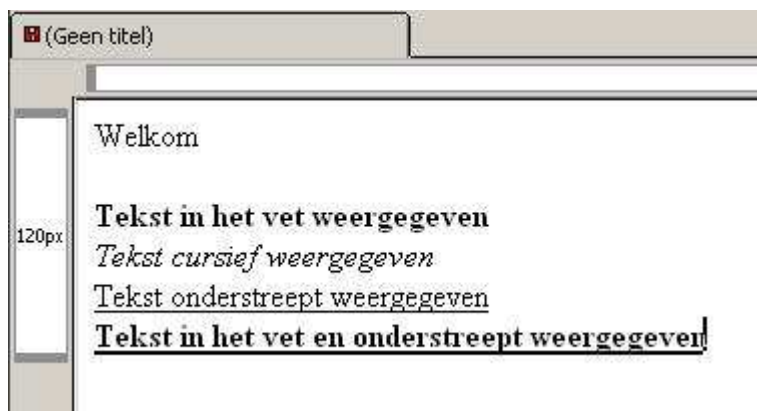 (Geen titel)
Welkom
Tekst in het vet weergegeven
120px
Tekst cursief weergegeven
Tekst onderstreept weergegeven
Tekst in het vet en onderstreept weergegeven